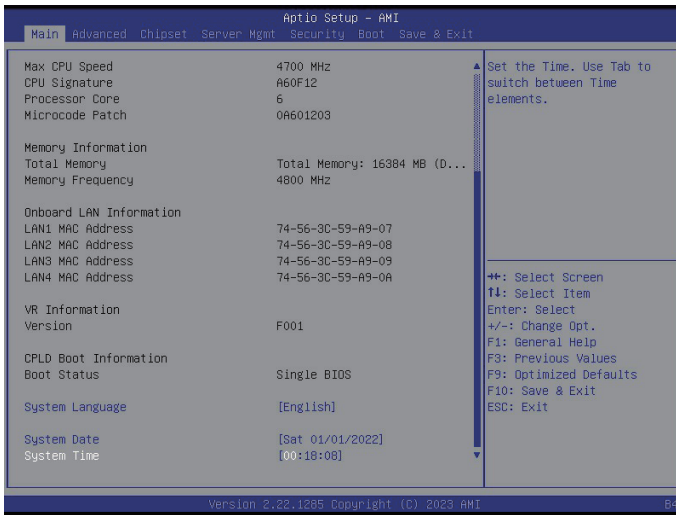 Aptio Setup - AMI
Main Advanced Chipset Server Mgmt Security Boot Save & Exit
Max CPU Speed 4700 MHz
CPU Signature A60F12
Processor Core 6
Microcode Patch 0A601203
Memory Information
Total Memory Total Memory: 16384 MB (D...
Memory Frequency 4800 MHz
Onboard LAN Information
LAN1 MAC Address 74-56-3C-59-A9-07
LAN2 MAC Address 74-56-3C-59-A9-08
LAN3 MAC Address 74-56-3C-59-A9-09
LAN4 MAC Address 74-56-3C-59-A9-0A
VR Information
Version F001
CPLD Boot Information
Boot Status Single BIOS
System Language [English]
System Date [Sat 01/01/2022]
System Time [00:18:08]
Set the Time. Use Tab to
switch between Time
elements.
→←: Select Screen
↑↓: Select Item
Enter: Select
+/-: Change Opt.
F1: General Help
F3: Previous Values
F9: Optimized Defaults
F10: Save & Exit
ESC: Exit
Version 2.22.1285 Copyright (C) 2023 AMI